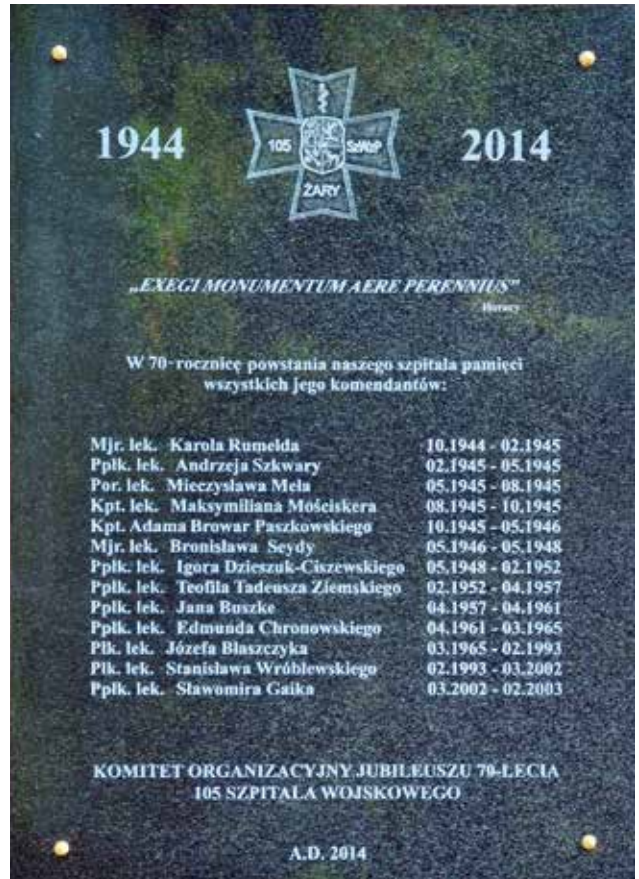 1944
2014
105
SzWzP
ŻARY
„EXEGI MONUMENTUM AERE PERENNIUS”
Horacy
W 70-rocznicę powstania naszego szpitala pamięci
wszystkich jego komendantów:
Mjr. lek. Karola Rumelda 10.1944 - 02.1945
Ppłk. lek. Andrzeja Szkwary 02.1945 - 05.1945
Por. lek. Mieczysława Mela 05.1945 - 08.1945
Kpt. lek. Maksymiliana Mościskera 08.1945 - 10.1945
Kpt. Adama Browar Paszkowskiego 10.1945 - 05.1946
Mjr. lek. Bronisława Seydy 05.1946 - 05.1948
Ppłk. lek. Igora Dzieszuk-Ciszewskiego 05.1948 - 02.1952
Ppłk. lek. Teofila Tadeusza Ziemskiego 02.1952 - 04.1957
Ppłk. lek. Jana Buszke 04.1957 - 04.1961
Ppłk. lek. Edmunda Chronowskiego 04.1961 - 03.1965
Płk. lek. Józefa Błaszczyka 03.1965 - 02.1993
Płk. lek. Stanisława Wróblewskiego 02.1993 - 03.2002
Ppłk. lek. Sławomira Gaika 03.2002 - 02.2003
KOMITET ORGANIZACYJNY JUBILEUSZU 70-LECIA
105 SZPITALA WOJSKOWEGO
A.D. 2014